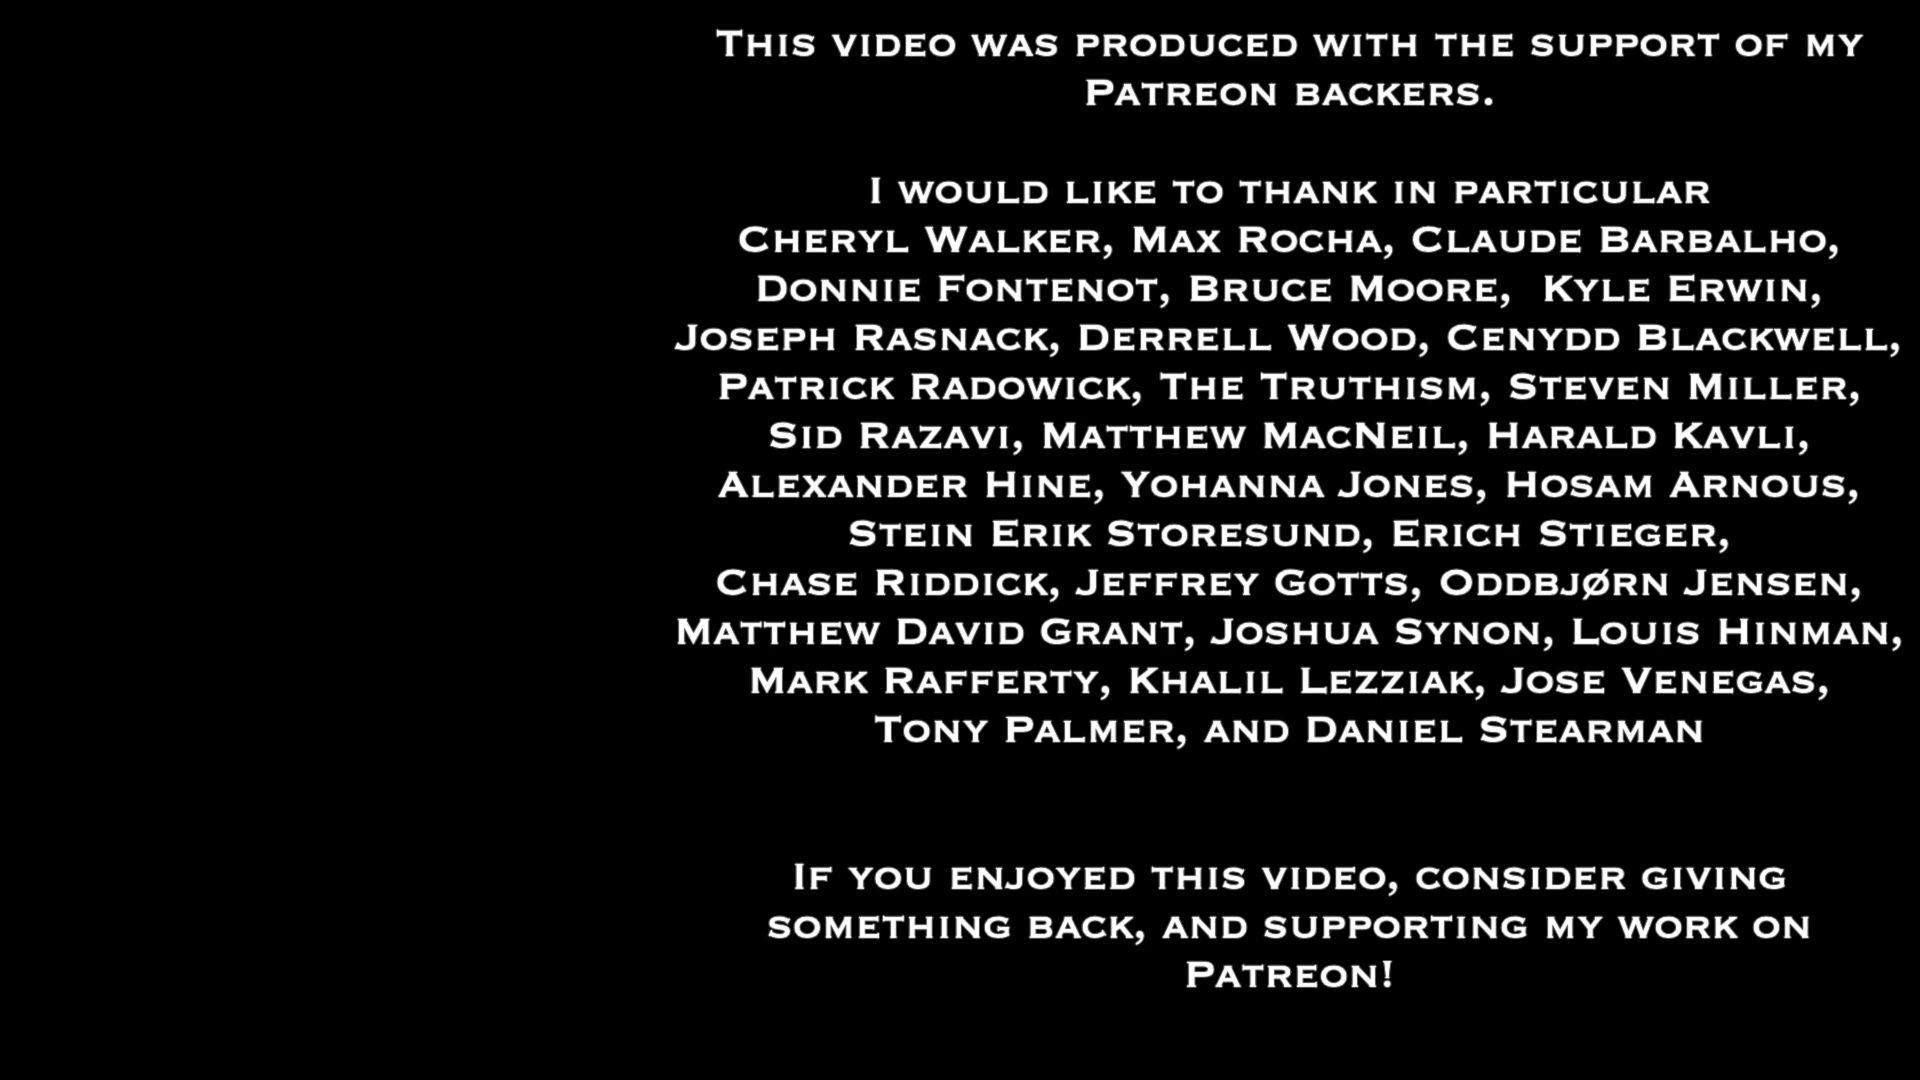 This video was produced with the support of my
Patreon backers.
I would like to thank in particular
Cheryl Walker, Max Rocha, Claude Barbalho,
Donnie Fontenot, Bruce Moore,  Kyle Erwin,
Joseph Rasnack, Derrell Wood, Cenydd Blackwell,
Patrick Radowick, The Truthism, Steven Miller,
Sid Razavi, Matthew MacNeil, Harald Kavli,
Alexander Hine, Yohanna Jones, Hosam Arnous,
Stein Erik Storesund, Erich Stieger,
Chase Riddick, Jeffrey Gotts, Oddbjørn Jensen,
Matthew David Grant, Joshua Synon, Louis Hinman,
Mark Rafferty, Khalil Lezziak, Jose Venegas,
Tony Palmer, and Daniel Stearman
If you enjoyed this video, consider giving
something back, and supporting my work on
Patreon!